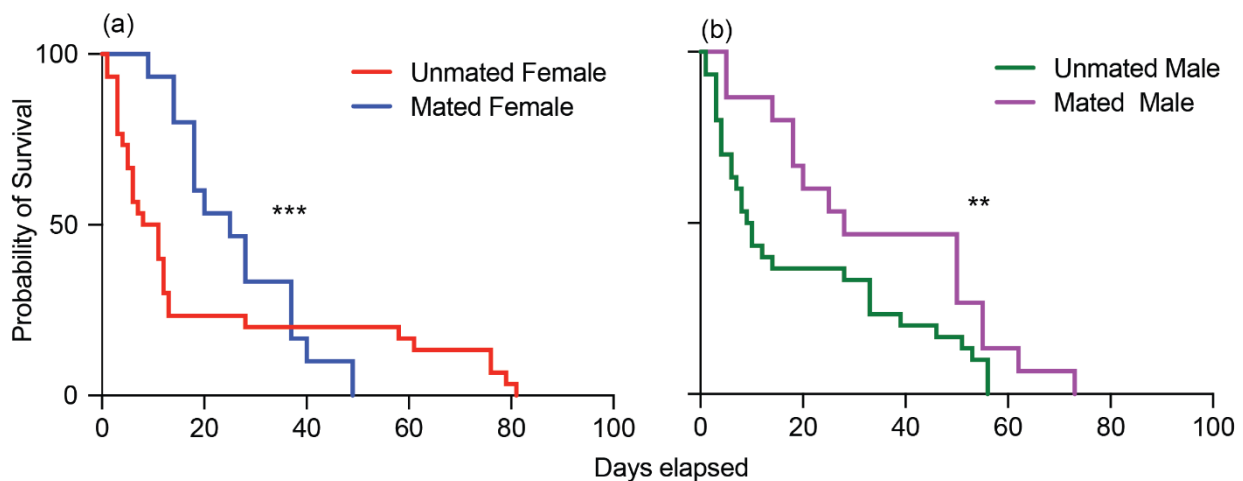 (a)
Unmated Female
Mated Female
***
Probability of Survival
100
50
0
0 20 40 60 80 100
(b)
Unmated Male
Mated Male
**
0 20 40 60 80 100
Days elapsed